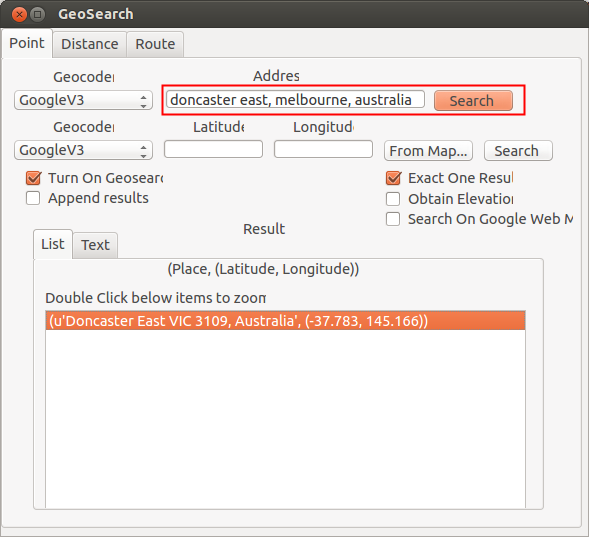 GeoSearch
Point Distance Route
Geocoder Addres
GoogleV3 doncaster east, melbourne, australia Search
Geocoder Latitude Longitud
GoogleV3 From Map... Search
Turn On Geosearc Exact One Resul
Append results Obtain Elevation
Search On Google Web M
Result
List Text
(Place, (Latitude, Longitude))
Double Click below items to zoom
(u'Doncaster East VIC 3109, Australia', (-37.783, 145.166))